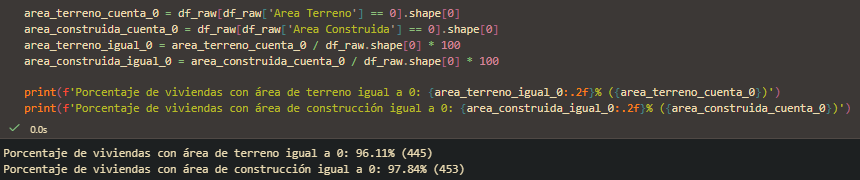 area_terreno_cuenta_0 = df_raw[df_raw['Area Terreno'] == 0].shape[0]
area_construida_cuenta_0 = df_raw[df_raw['Area Construida'] == 0].shape[0]
area_terreno_igual_0 = area_terreno_cuenta_0 / df_raw.shape[0] * 100
area_construida_igual_0 = area_construida_cuenta_0 / df_raw.shape[0] * 100
print(f'Porcentaje de viviendas con área de terreno igual a 0: {area_terreno_igual_0:.2f}% ({area_terreno_cuenta_0})')
print(f'Porcentaje de viviendas con área de construcción igual a 0: {area_construida_igual_0:.2f}% ({area_construida_cuenta_0})')
0.0s
Porcentaje de viviendas con área de terreno igual a 0: 96.11% (445)
Porcentaje de viviendas con área de construcción igual a 0: 97.84% (453)